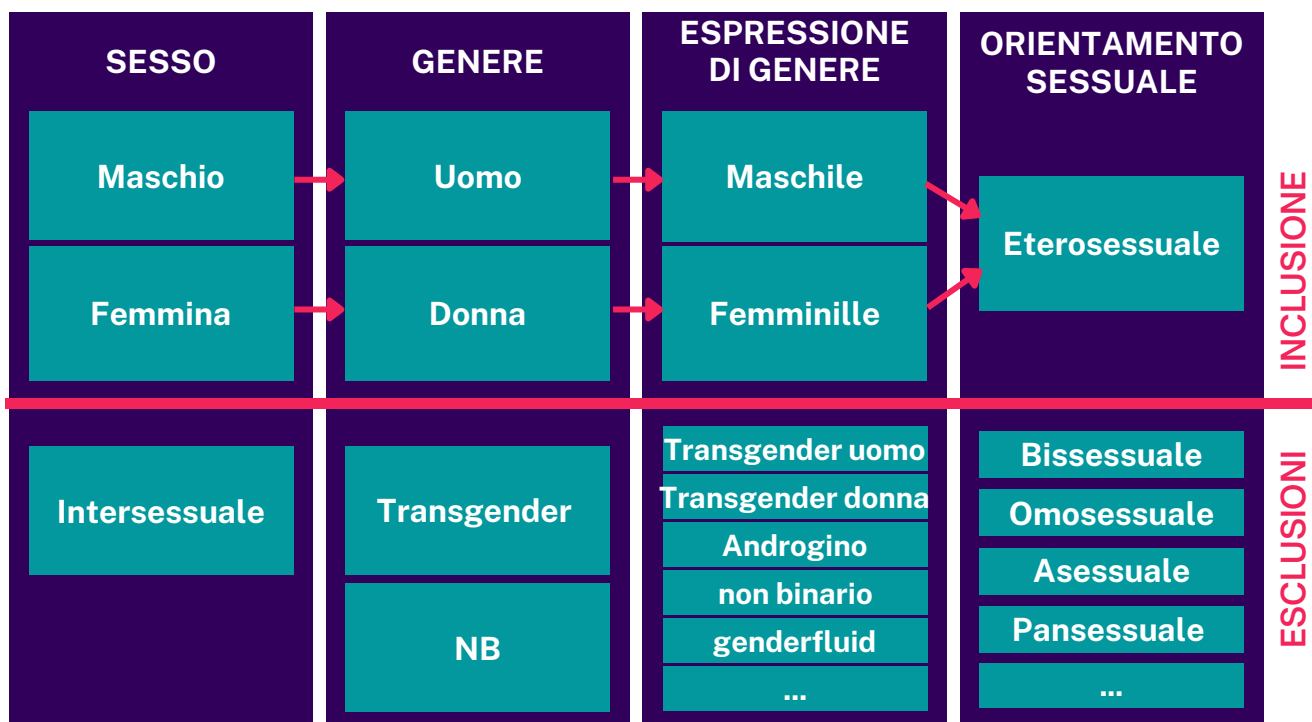 SESSO
GENERE
ESPRESSIONE
DI GENERE
ORIENTAMENTO
SESSUALE
Maschio
Uomo
Maschile
Eterosessuale
Femmina
Donna
Femminille
INCLUSIONE
Intersessuale
Transgender
NB
Transgender uomo
Transgender donna
Androgino
non binario
genderfluid
...
Bissessuale
Omosessuale
Asessuale
Pansessuale
...
ESCLUSIONI